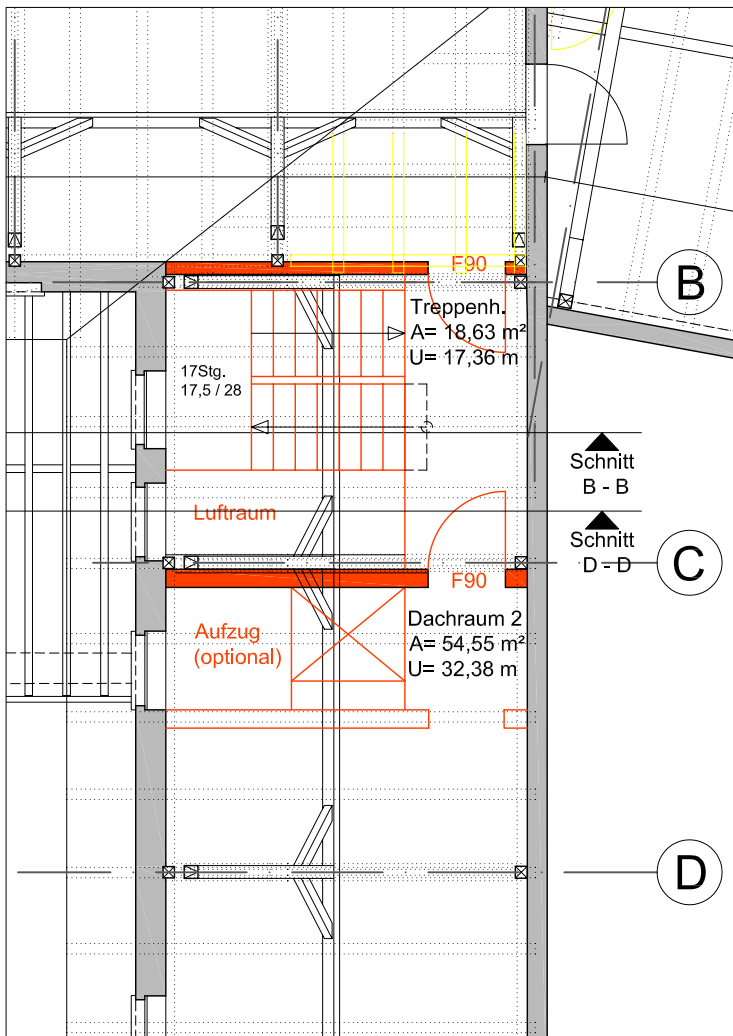 F90
B
Treppenh.
A= 18,63 m²
U= 17,36 m
17Stg.
17,5 / 28
Schnitt
B - B
Luftraum
Schnitt
D - D
C
F90
Aufzug
(optional)
Dachraum 2
A= 54,55 m²
U= 32,38 m
D